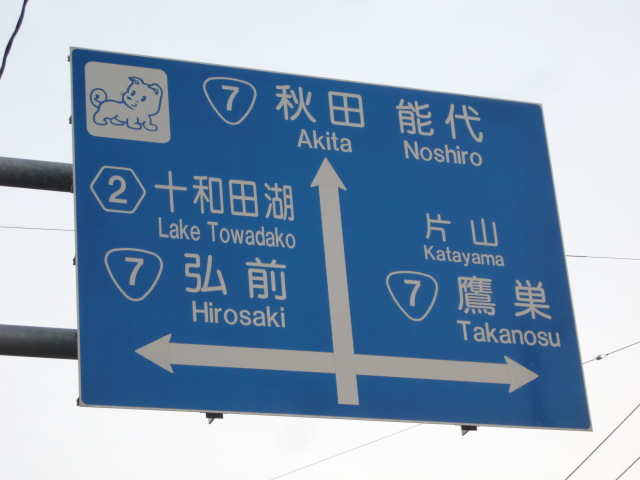 7 秋田 能代
Akita Noshiro
2 十和田湖
Lake Towadako
7 弘前
Hirosaki
片山
Katayama
7 鷹巣
Takanosu